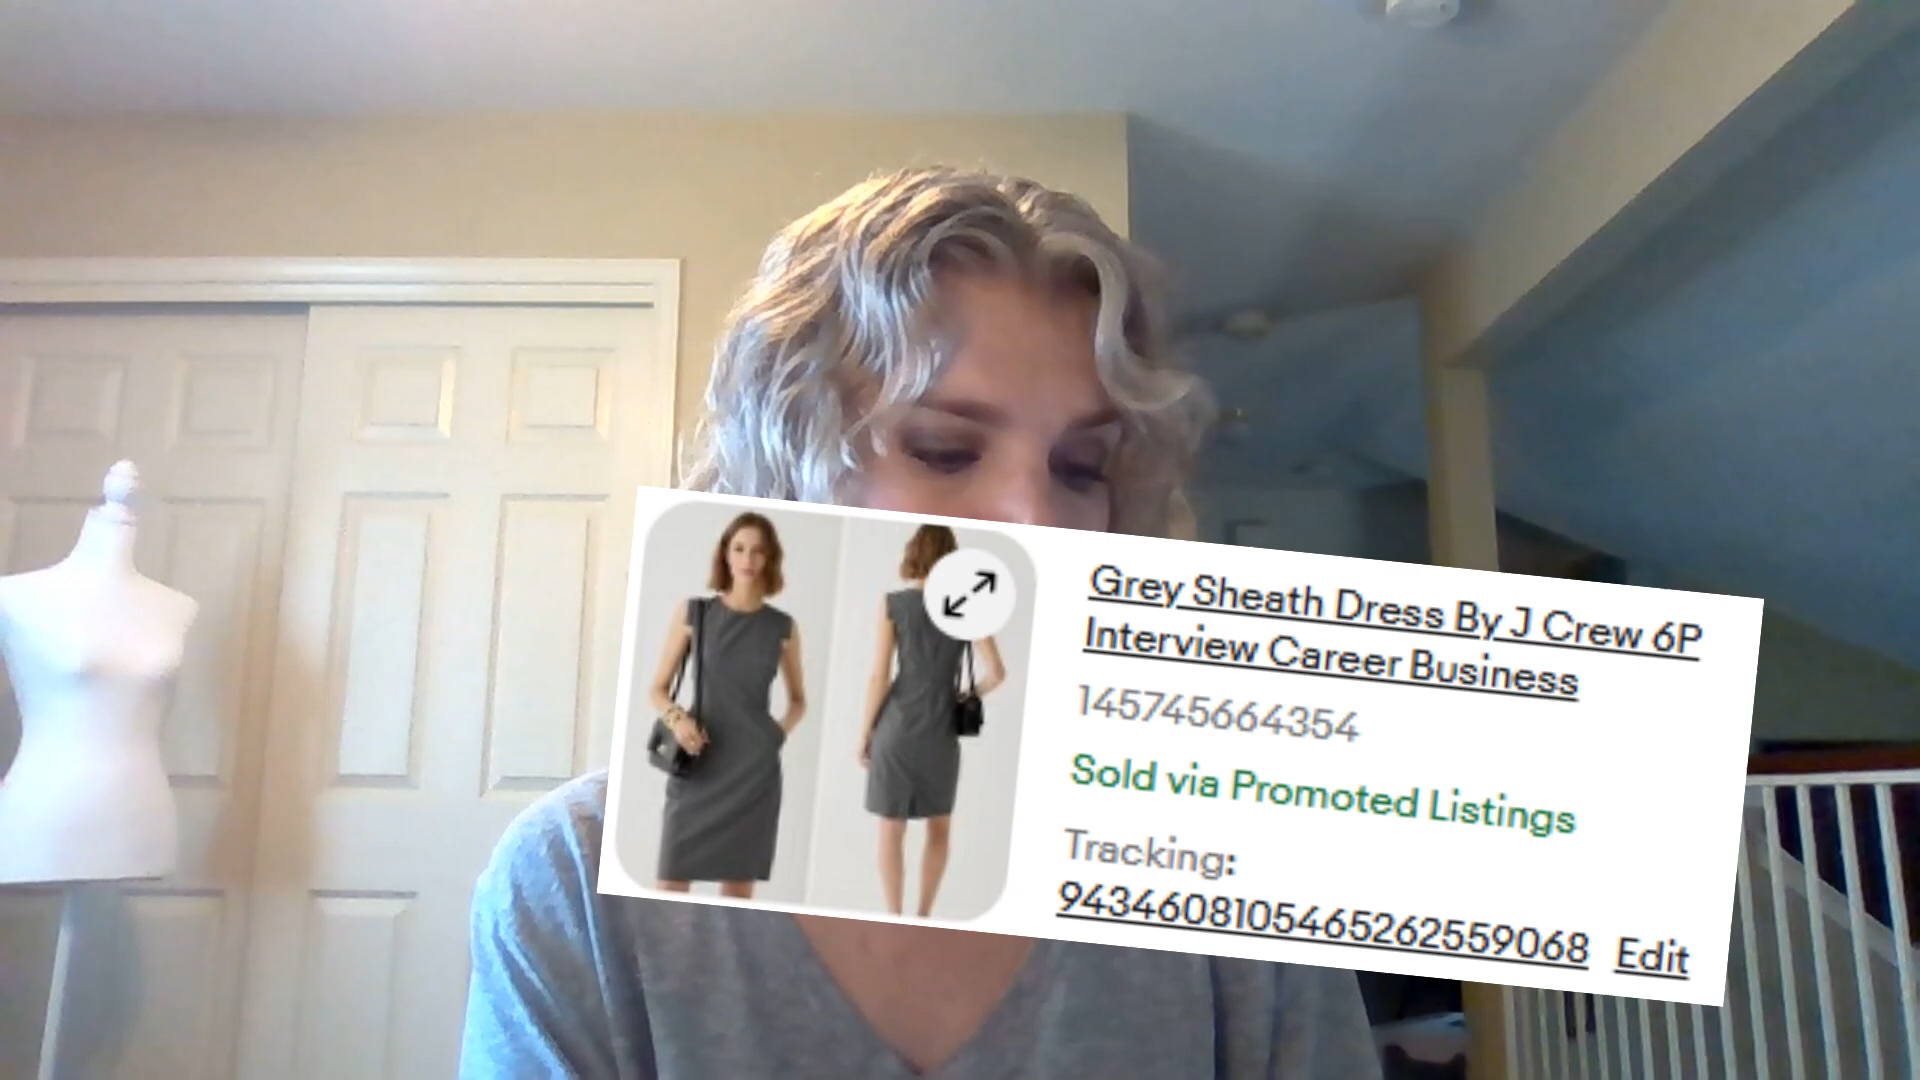 Grey Sheath Dress By J Crew 6P
Interview Career Business
145745664354
Sold via Promoted Listings
Tracking:
9434608105465262559068 Edit